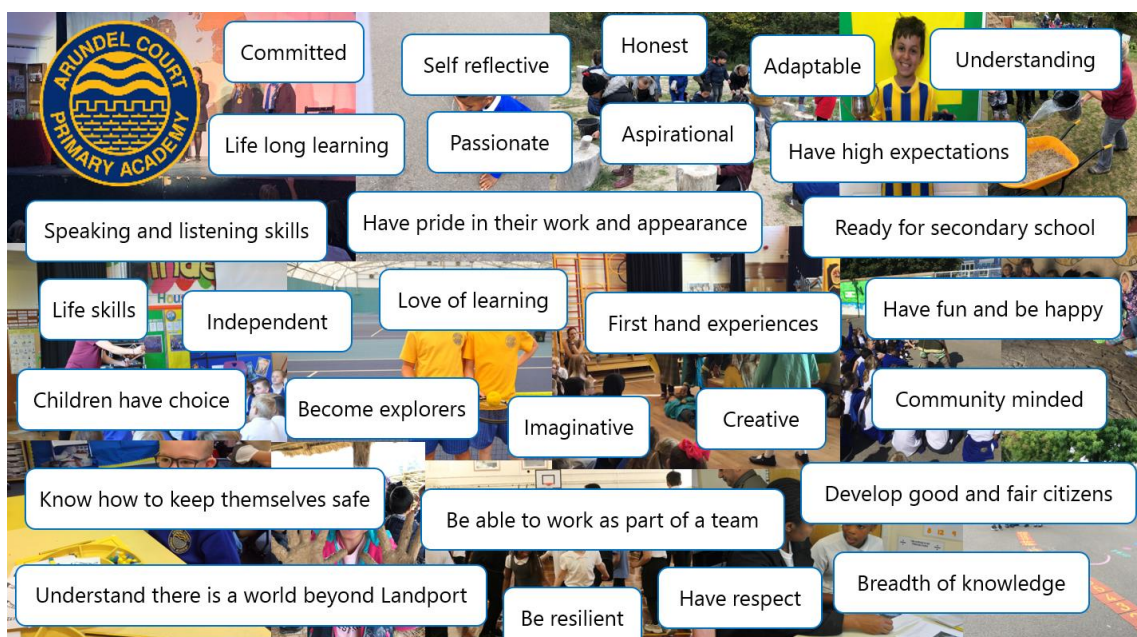 ARUNDEL COURT
PRIMARY ACADEMY
Committed
Self reflective
Honest
Adaptable
Understanding
Life long learning
Passionate
Aspirational
Have high expectations
Speaking and listening skills
Have pride in their work and appearance
Ready for secondary school
Life skills
Independent
Love of learning
First hand experiences
Have fun and be happy
Children have choice
Become explorers
Imaginative
Creative
Community minded
Know how to keep themselves safe
Be able to work as part of a team
Develop good and fair citizens
Understand there is a world beyond Landport
Be resilient
Have respect
Breadth of knowledge